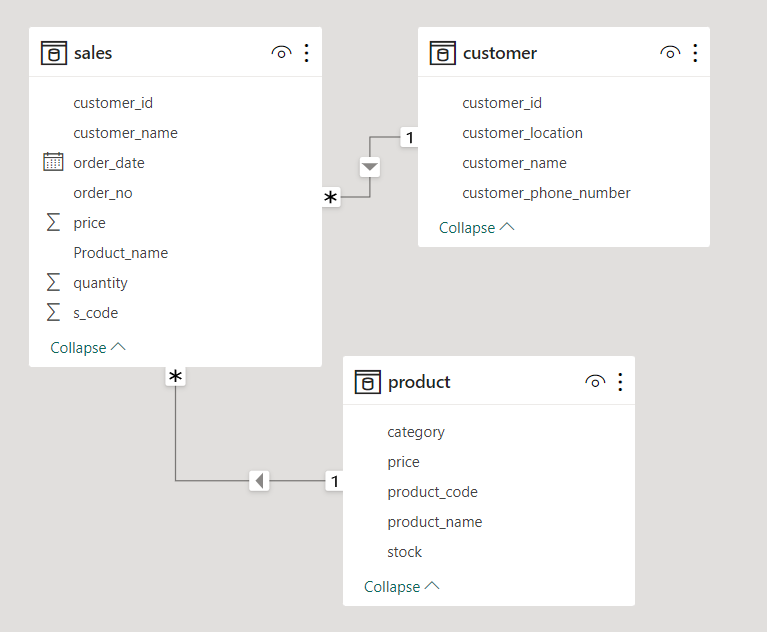 sales
customer_id
customer_name
order_date
order_no
price
Product_name
quantity
s_code
Collapse
*
1
customer
customer_id
customer_location
customer_name
customer_phone_number
Collapse
*
1
product
category
price
product_code
product_name
stock
Collapse